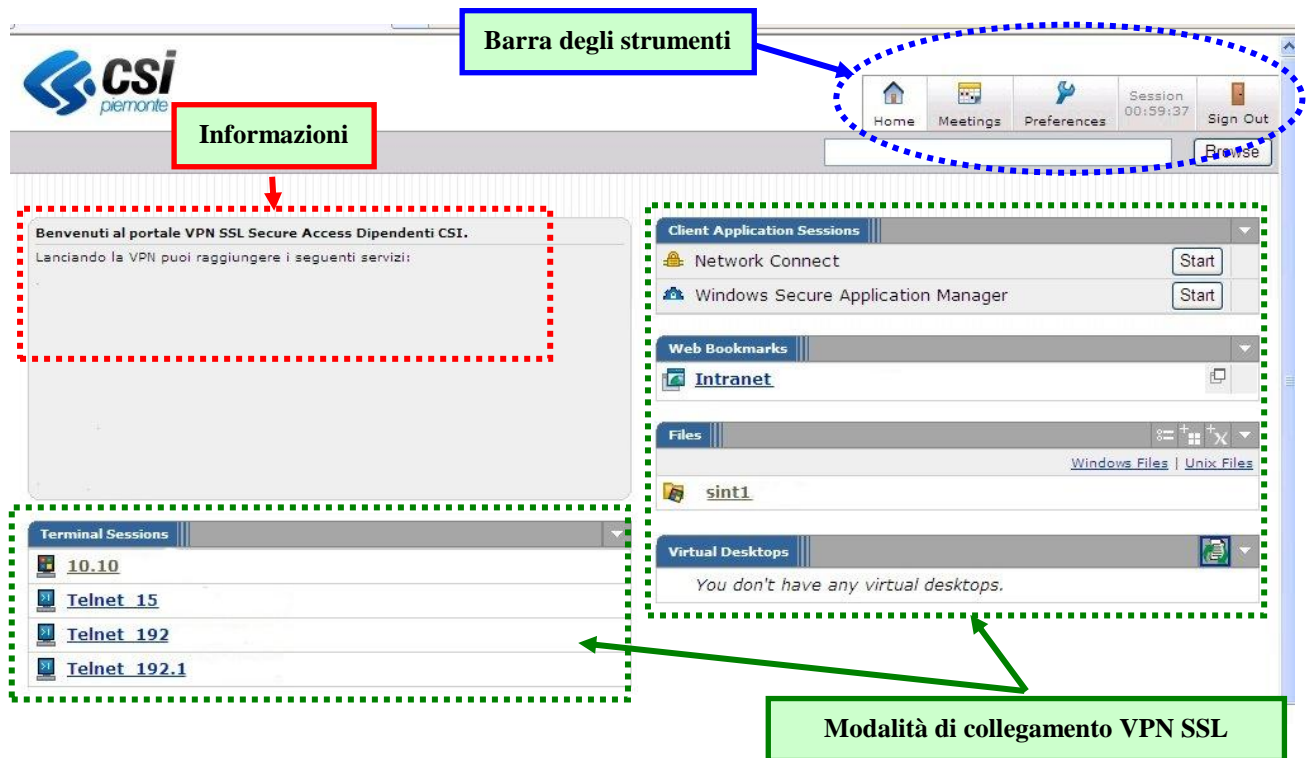 Barra degli strumenti
CSI
piemonte
Home
Meetings
Preferences
Session
00:59:37
Sign Out
Informazioni
Browse
Benvenuti al portale VPN SSL Secure Access Dipendenti CSI.
Lanciando la VPN puoi raggiungere i seguenti servizi:
Client Application Sessions
Network Connect
Start
Windows Secure Application Manager
Start
Web Bookmarks
Intranet
Files
Windows Files | Unix Files
sint1
Terminal Sessions
10.10
Telnet 15
Telnet 192
Telnet 192.1
Virtual Desktops
You don't have any virtual desktops.
Modalità di collegamento VPN SSL